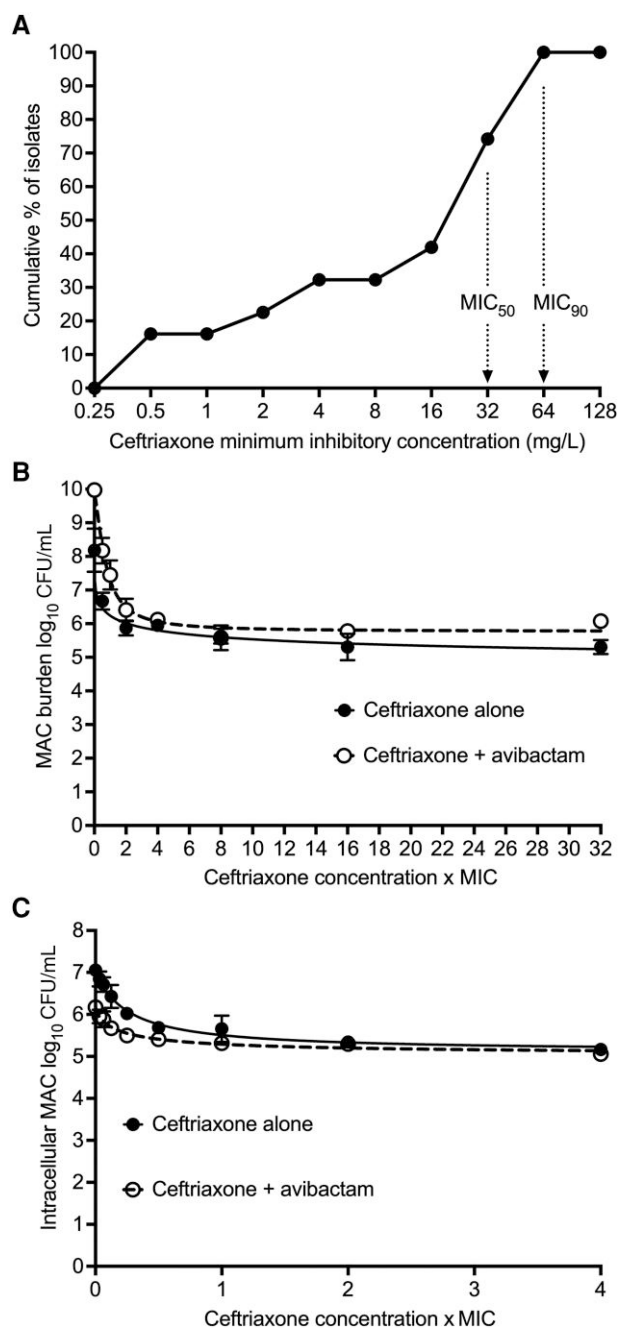 A
100
90
80
70
60
50
40
30
20
10
0
Cumulative % of isolates
MIC50 MIC90
0.25 0.5 1 2 4 8 16 32 64 128
Ceftriaxone minimum inhibitory concentration (mg/L)
B
10
9
8
7
6
5
4
3
2
1
0
MAC burden log10 CFU/mL
Ceftriaxone alone
Ceftriaxone + avibactam
0 2 4 6 8 10 12 14 16 18 20 22 24 26 28 30 32
Ceftriaxone concentration x MIC
C
8
7
6
5
4
3
2
1
0
Intracellular MAC log10 CFU/mL
Ceftriaxone alone
Ceftriaxone + avibactam
0 1 2 3 4
Ceftriaxone concentration x MIC